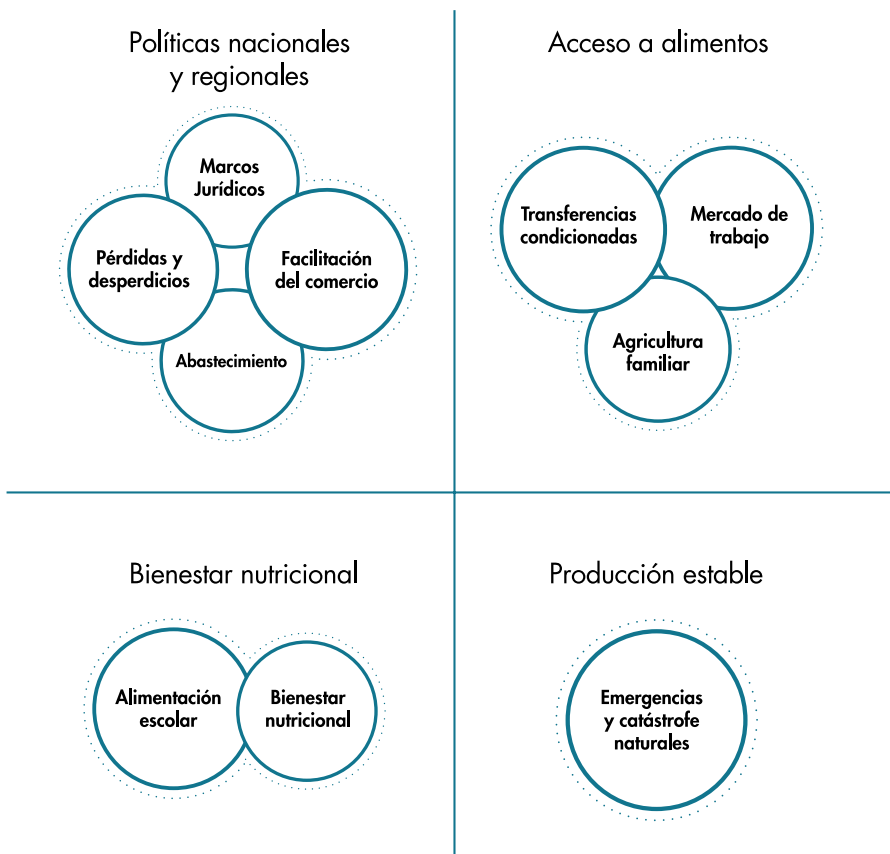 Políticas nacionales
y regionales
Marcos
Jurídicos
Pérdidas y
desperdicios
Facilitación
del comercio
Abastecimiento
Acceso a alimentos
Transferencias
condicionadas
Mercado de
trabajo
Agricultura
familiar
Bienestar nutricional
Alimentación
escolar
Bienestar
nutricional
Producción estable
Emergencias
y catástrofe
naturales